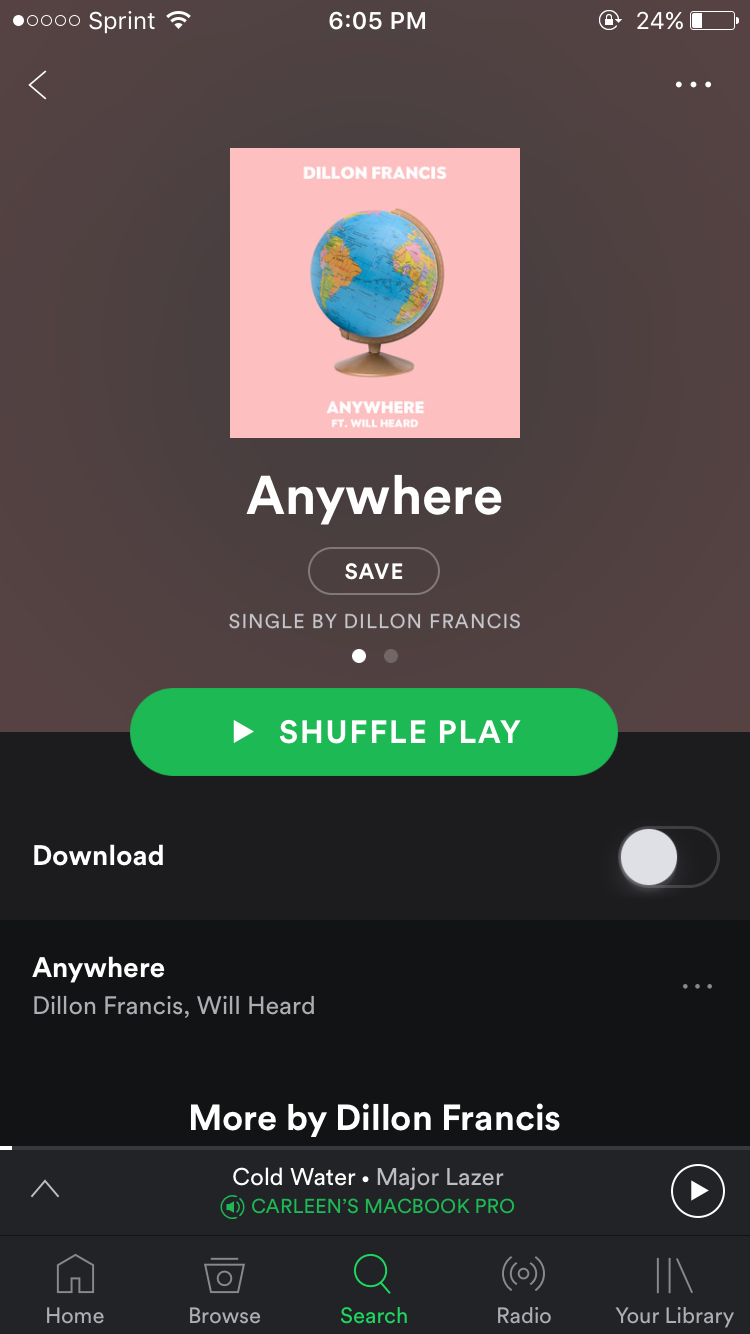 Sprint 6:05 PM 24%
DILLON FRANCIS
ANYWHERE
FT. WILL HEARD
Anywhere
SAVE
SINGLE BY DILLON FRANCIS
SHUFFLE PLAY
Download
Anywhere
Dillon Francis, Will Heard
More by Dillon Francis
Cold Water • Major Lazer
CARLEEN'S MACBOOK PRO
Home Browse Search Radio Your Library